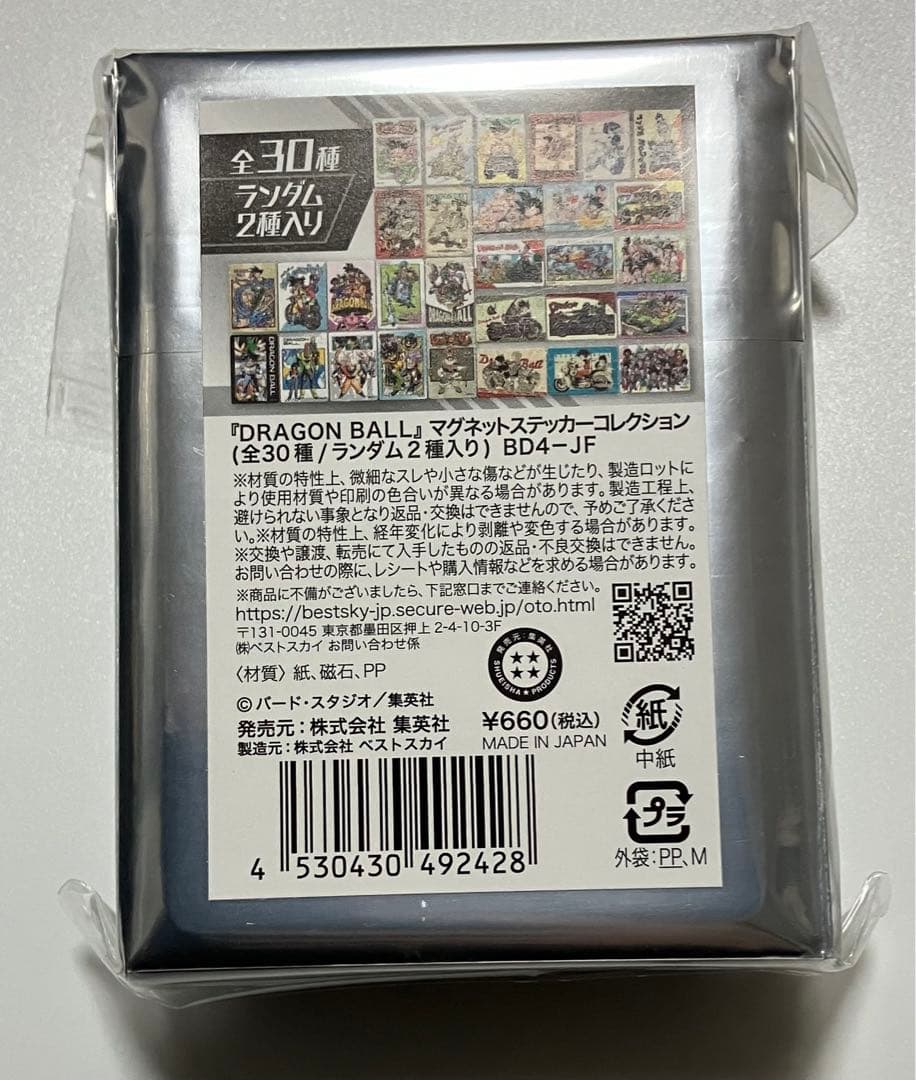 全30種
ランダム
2種入り
DRAGON BALL
DRAGON BALL
DRAGON BALL
『DRAGON BALL』マグネットステッカーコレクション
(全30種/ランダム2種入り) BD4-JF
※材質の特性上、微細なスレや小さな傷などが生じたり、製造ロットに
より使用材質や印刷の色合いが異なる場合があります。製造工程上、
避けられない事象となり返品・交換はできませんので、予めご了承くださ
い。※材質の特性上、経年変化により剥離や変色する場合があります。
※交換や譲渡、転売にて入手したものの返品・不良交換はできません。
お問い合わせの際に、レシートや購入情報などを求める場合があります。
※商品に不備がございましたら、下記窓口までご連絡ください。
https://bestsky-jp.secure-web.jp/oto.html
〒131-0045 東京都墨田区押上 2-4-10-3F
㈱ベストスカイ お問い合わせ係
〈材質〉紙、磁石、PP
発売元:集英社
SHUEISHA★PRODUCTS
©バード・スタジオ/集英社
発売元:株式会社 集英社
製造元:株式会社 ベストスカイ
¥660(税込)
MADE IN JAPAN
紙
中紙
プラ
外袋:PP、M
4 530430 492428